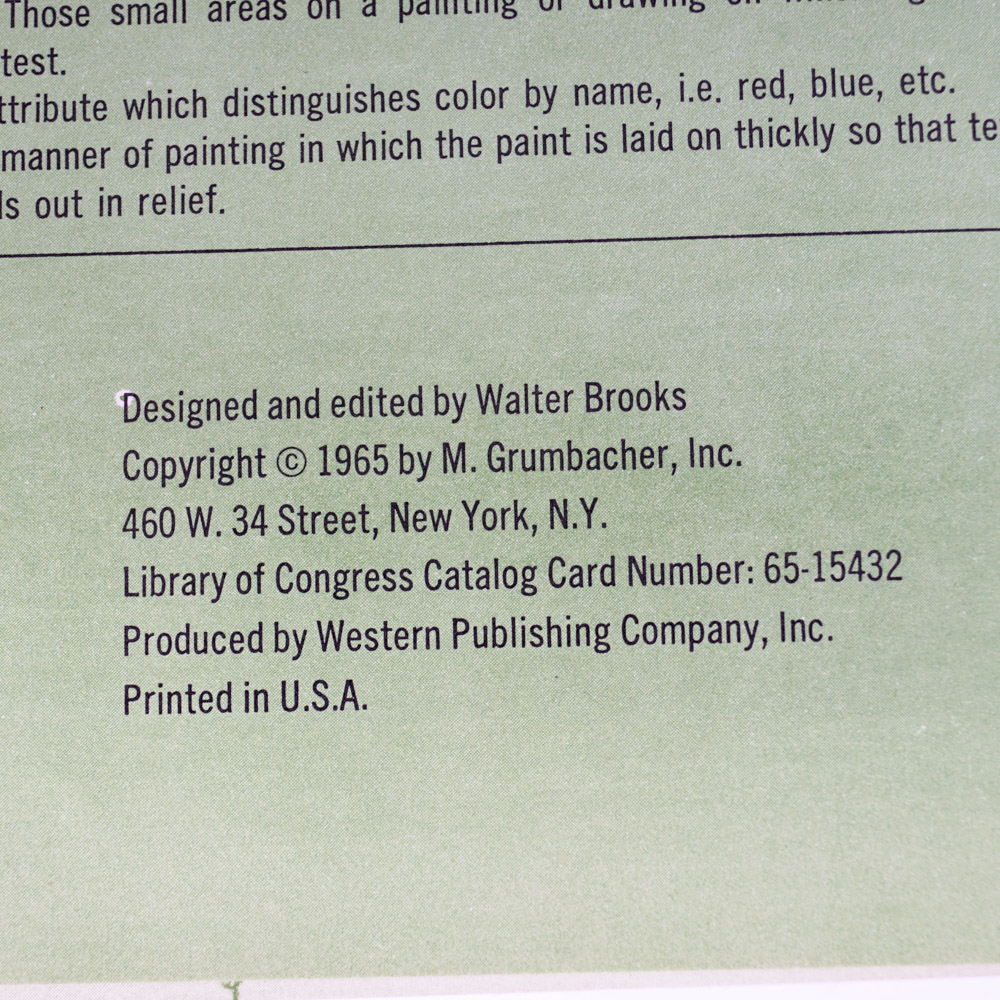 Those small areas on a painting or drawing on
test.
ttribute which distinguishes color by name, i.e. red, blue, etc.
manner of painting in which the paint is laid on thickly so that te
ls out in relief.
Designed and edited by Walter Brooks
Copyright © 1965 by M. Grumbacher, Inc.
460 W. 34 Street, New York, N.Y.
Library of Congress Catalog Card Number: 65-15432
Produced by Western Publishing Company, Inc.
Printed in U.S.A.